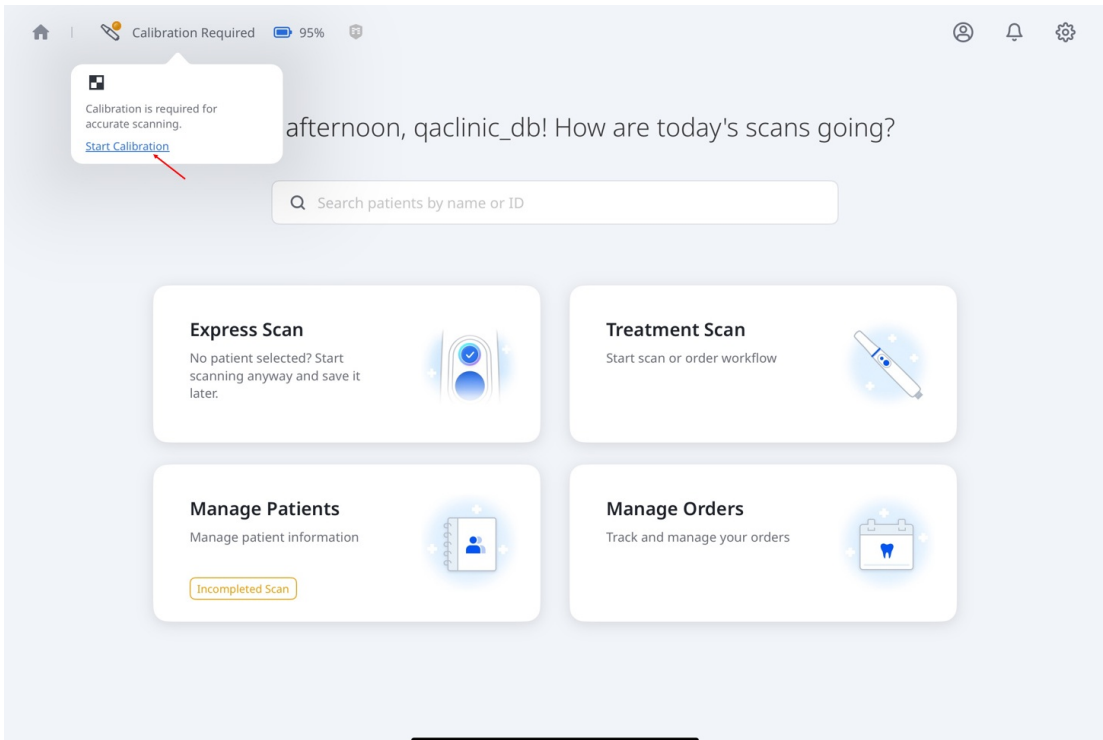 Calibration Required 95%
Calibration is required for
accurate scanning.
Start Calibration
afternoon, qaclinic_db! How are today's scans going?
Search patients by name or ID
Express Scan
No patient selected? Start
scanning anyway and save it
later.
Treatment Scan
Start scan or order workflow
Manage Patients
Manage patient information
Incompleted Scan
Manage Orders
Track and manage your orders